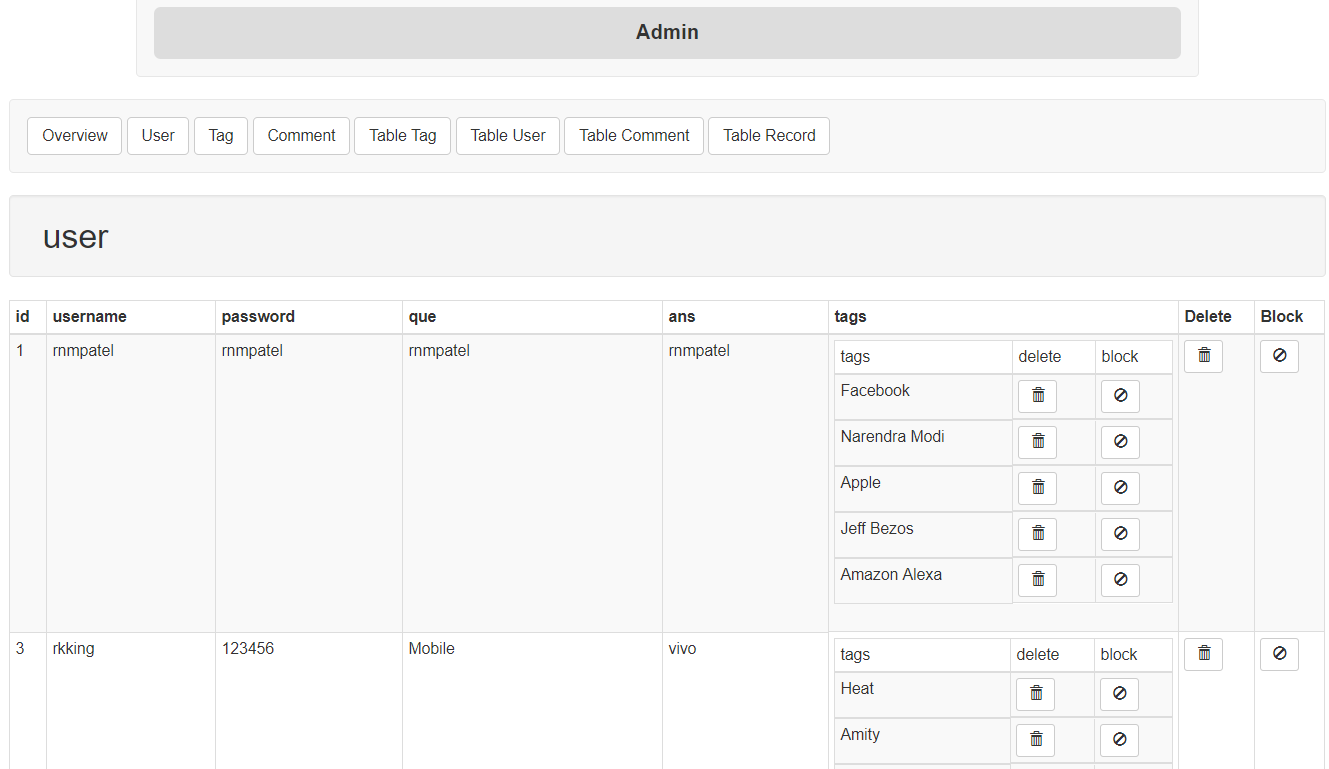 Admin
Overview User Tag Comment Table Tag Table User Table Comment Table Record
user
id username password que ans tags Delete Block
1 rnmpatel rnmpatel rnmpatel rnmpatel
tags delete block
Facebook
Narendra Modi
Apple
Jeff Bezos
Amazon Alexa
3 rkking 123456 Mobile vivo
tags delete block
Heat
Amity